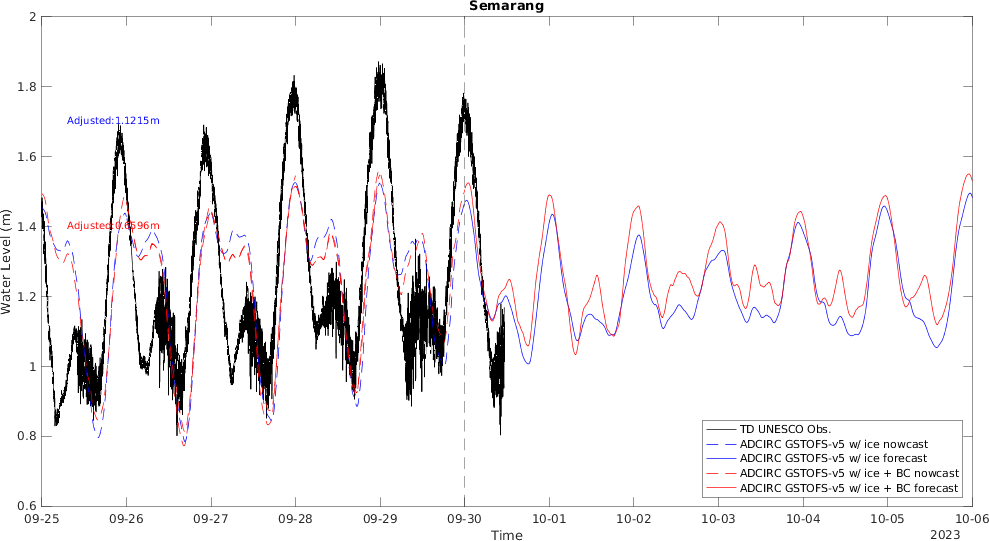 Semarang
2
1.8
1.6
1.4
1.2
1
0.8
0.6
Water Level (m)
Adjusted:1.1215m
Adjusted:0.6596m
TD UNESCO Obs.
ADCIRC GSTOFS-v5 w/ ice nowcast
ADCIRC GSTOFS-v5 w/ ice forecast
ADCIRC GSTOFS-v5 w/ ice + BC nowcast
ADCIRC GSTOFS-v5 w/ ice + BC forecast
09-25 09-26 09-27 09-28 09-29 09-30 10-01 10-02 10-03 10-04 10-05 10-06
Time
2023